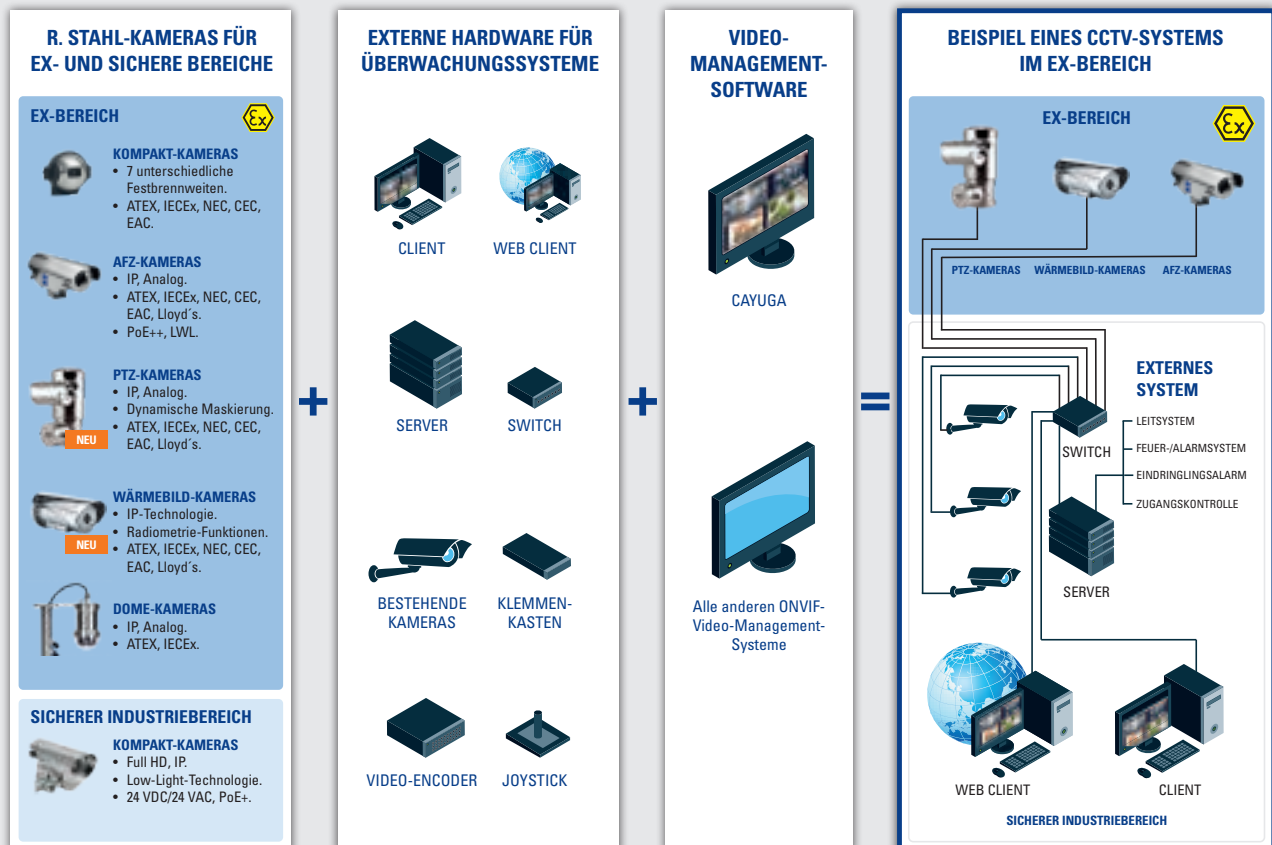 R. STAHL-KAMERAS FÜR
EX- UND SICHERE BEREICHE
EX-BEREICH
Ex
KOMPAKT-KAMERAS
• 7 unterschiedliche
Festbrennweiten.
• ATEX, IECEx, NEC, CEC,
EAC.
AFZ-KAMERAS
• IP, Analog.
• ATEX, IECEx, NEC, CEC,
EAC, Lloyd´s.
• PoE++, LWL.
PTZ-KAMERAS
• IP, Analog.
• Dynamische Maskierung.
• ATEX, IECEx, NEC, CEC,
EAC, Lloyd´s.
NEU
WÄRMEBILD-KAMERAS
• IP-Technologie.
• Radiometrie-Funktionen.
• ATEX, IECEx, NEC, CEC,
EAC, Lloyd´s.
NEU
DOME-KAMERAS
• IP, Analog.
• ATEX, IECEx.
SICHERER INDUSTRIEBEREICH
KOMPAKT-KAMERAS
• Full HD, IP.
• Low-Light-Technologie.
• 24 VDC/24 VAC, PoE+.
+
EXTERNE HARDWARE FÜR
ÜBERWACHUNGSSYSTEME
CLIENT
WEB CLIENT
SERVER
SWITCH
BESTEHENDE
KAMERAS
KLEMMEN-
KASTEN
VIDEO-ENCODER
JOYSTICK
+
VIDEO-
MANAGEMENT-
SOFTWARE
CAYUGA
Alle anderen ONVIF-
Video-Management-
Systeme
=
BEISPIEL EINES CCTV-SYSTEMS
IM EX-BEREICH
EX-BEREICH
Ex
PTZ-KAMERAS
WÄRMEBILD-KAMERAS
AFZ-KAMERAS
EXTERNES
SYSTEM
LEITSYSTEM
FEUER-/ALARMSYSTEM
EINDRINGLINGSALARM
ZUGANGSKONTROLLE
SWITCH
SERVER
WEB CLIENT
CLIENT
SICHERER INDUSTRIEBEREICH